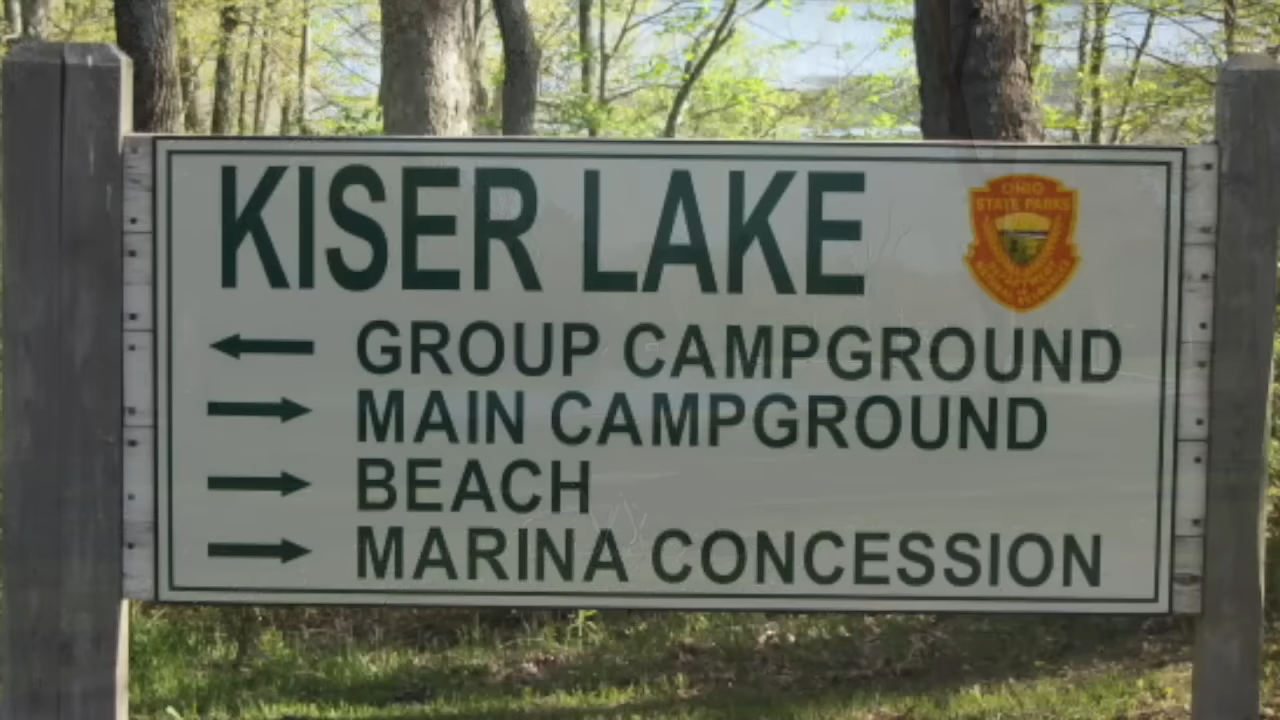 KISER LAKE
OHIO
STATE PARKS
GROUP CAMPGROUND
MAIN CAMPGROUND
BEACH
MARINA CONCESSION